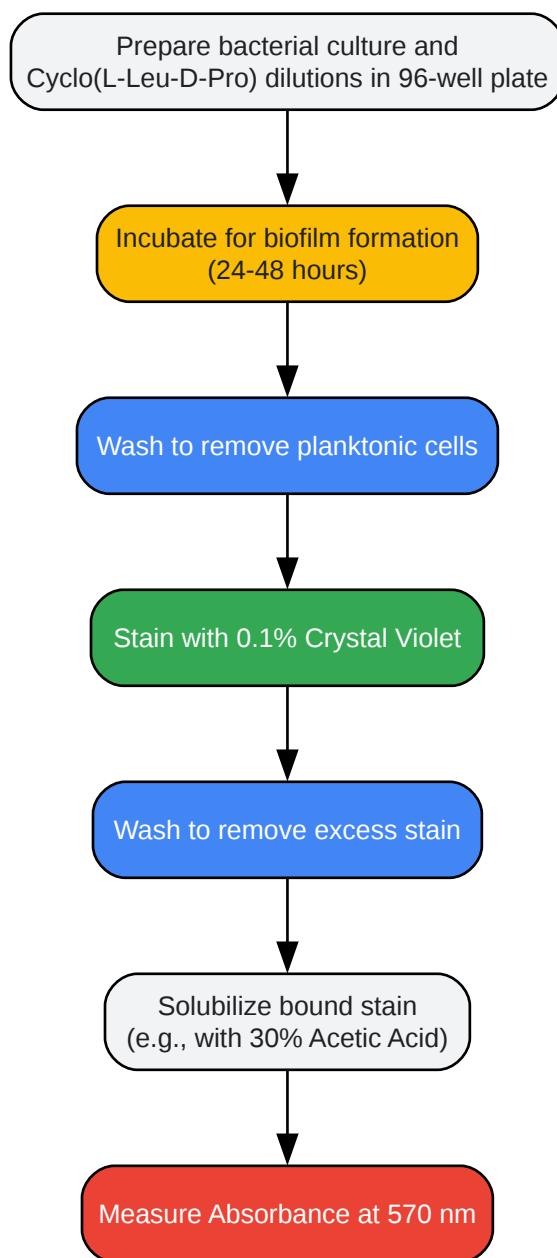 Prepare bacterial culture and
Cyclo(L-Leu-D-Pro) dilutions in 96-well plate
Incubate for biofilm formation
(24-48 hours)
Wash to remove planktonic cells
Stain with 0.1% Crystal Violet
Wash to remove excess stain
Solubilize bound stain
(e.g., with 30% Acetic Acid)
Measure Absorbance at 570 nm